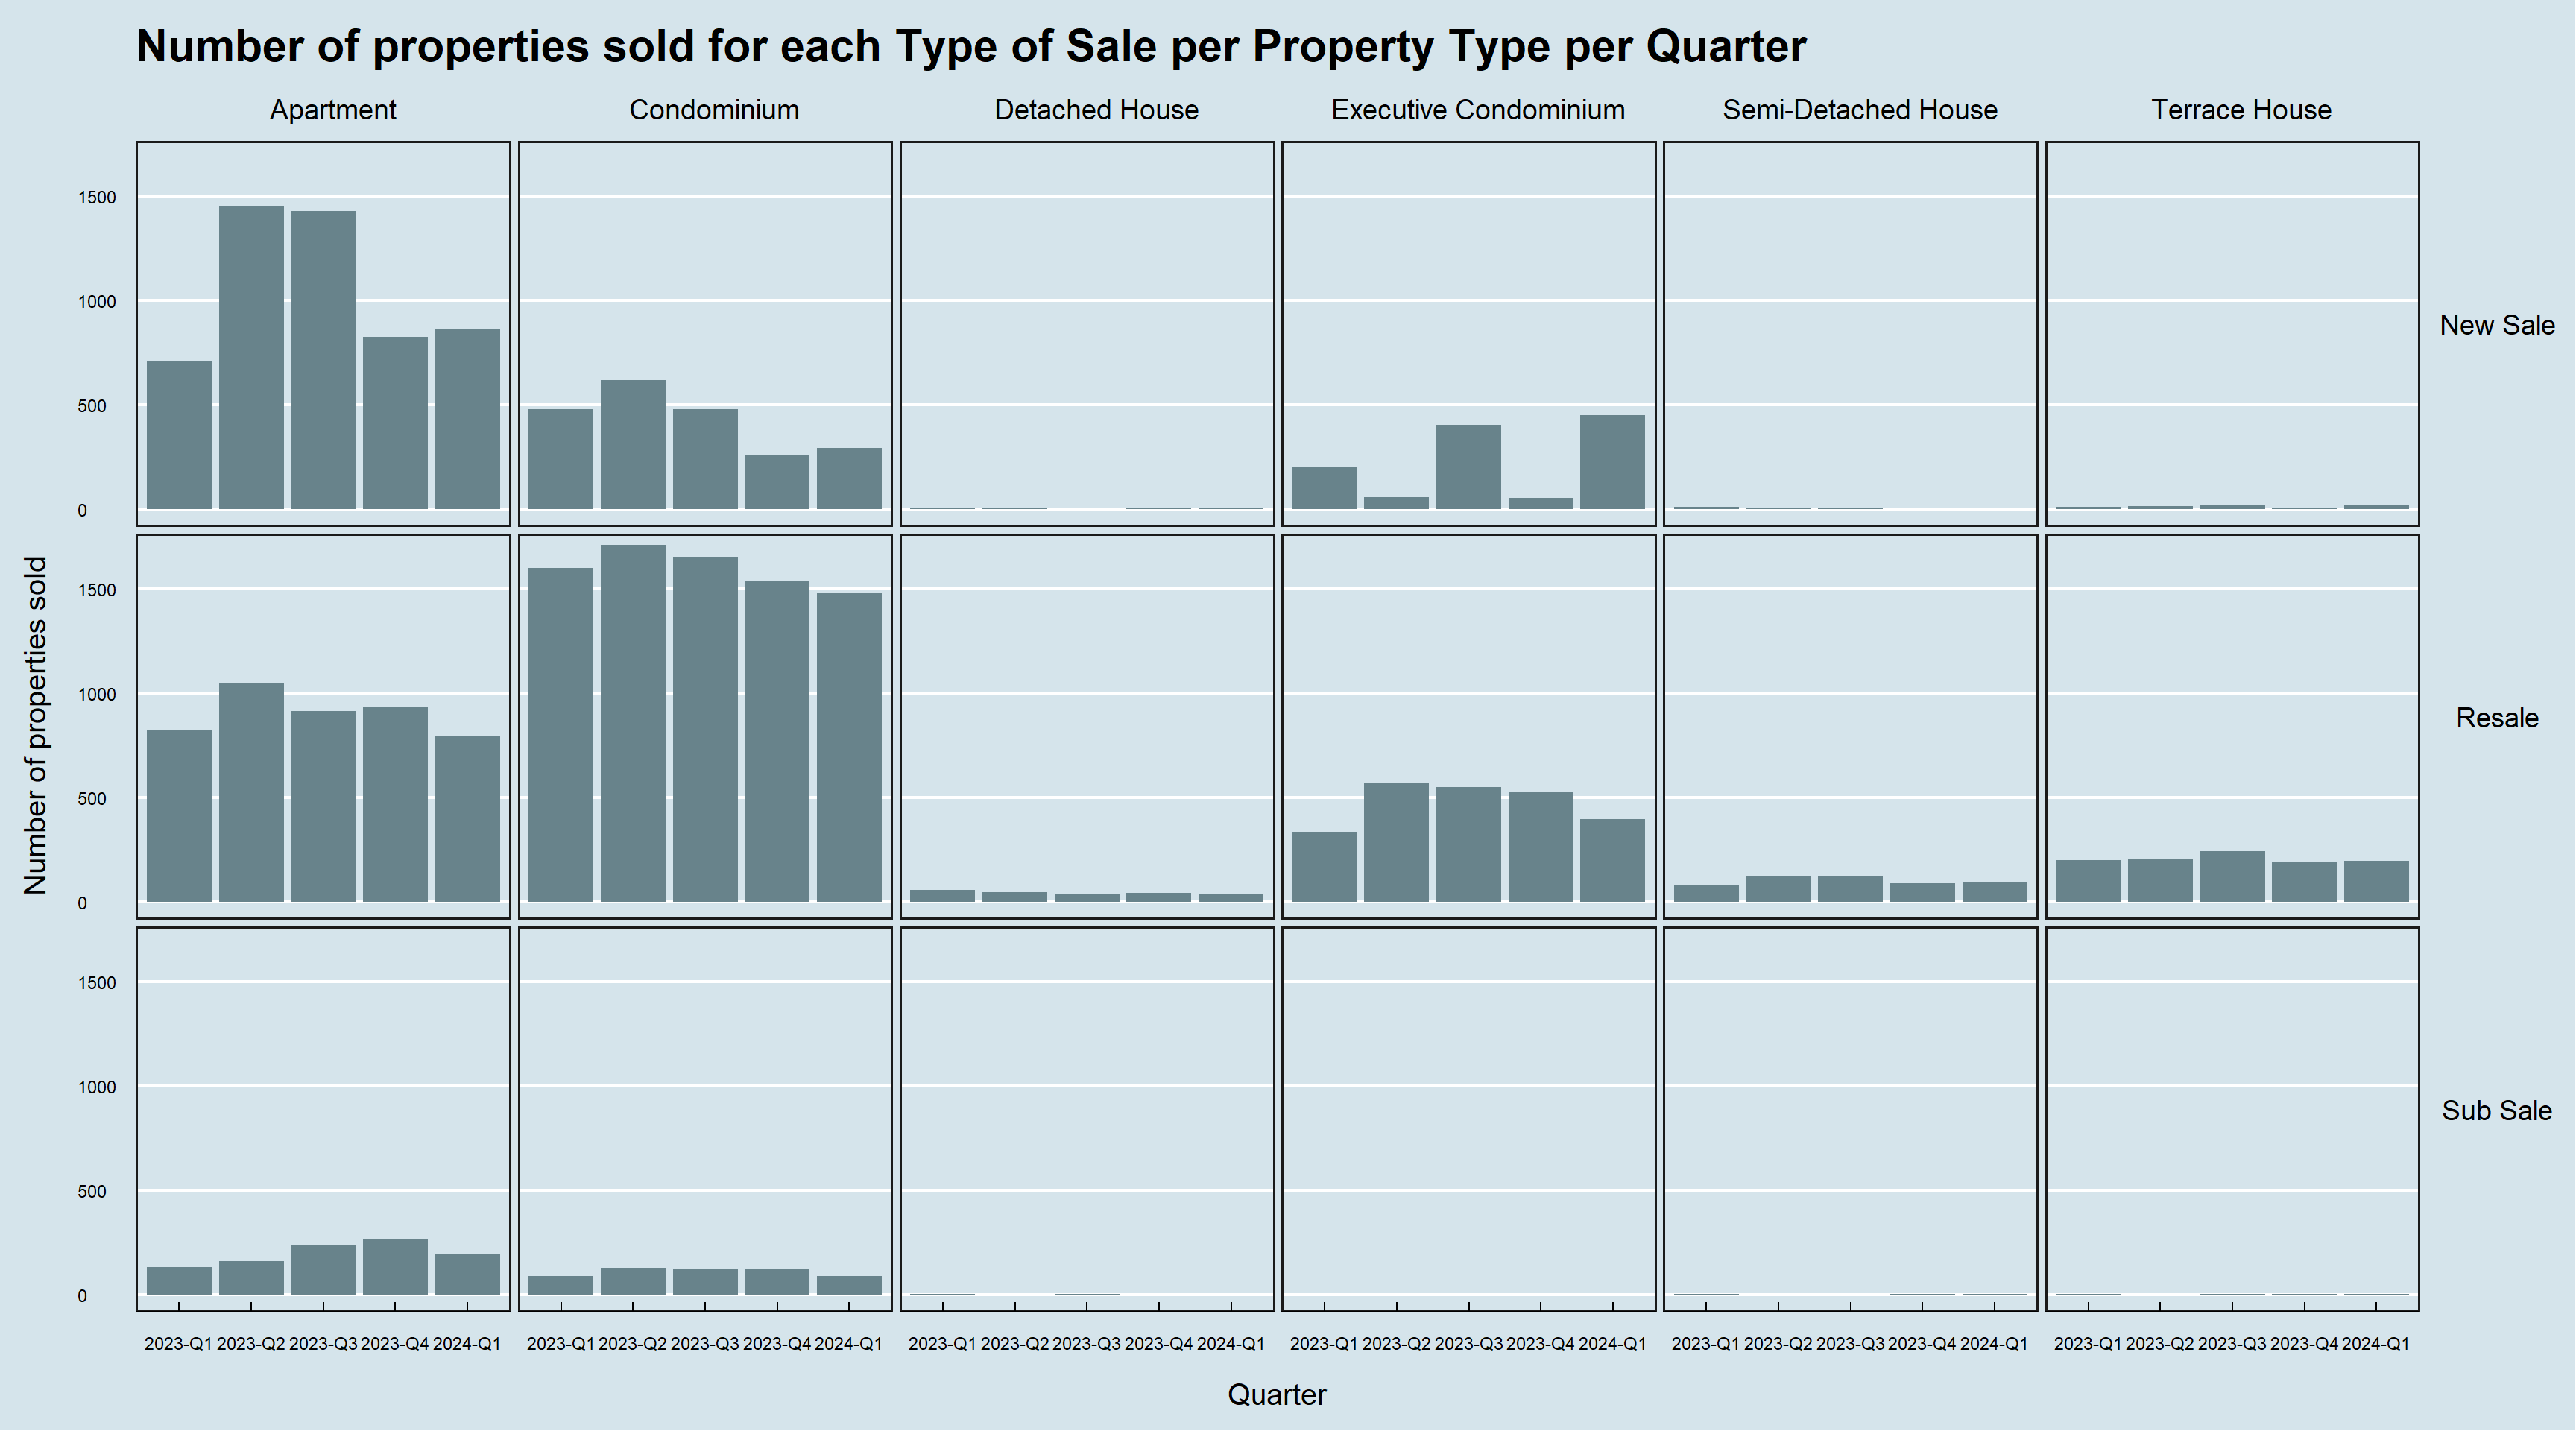 Number of properties sold for each Type of Sale per Property Type per Quarter
Apartment Condominium Detached House Executive Condominium Semi-Detached House Terrace House
1500
1000
500
0
New Sale
Number of properties sold
1500
1000
500
0
Resale
1500
1000
500
0
Sub Sale
2023-Q1 2023-Q2 2023-Q3 2023-Q4 2024-Q1 2023-Q1 2023-Q2 2023-Q3 2023-Q4 2024-Q1 2023-Q1 2023-Q2 2023-Q3 2023-Q4 2024-Q1 2023-Q1 2023-Q2 2023-Q3 2023-Q4 2024-Q1 2023-Q1 2023-Q2 2023-Q3 2023-Q4 2024-Q1 2023-Q1 2023-Q2 2023-Q3 2023-Q4 2024-Q1
Quarter